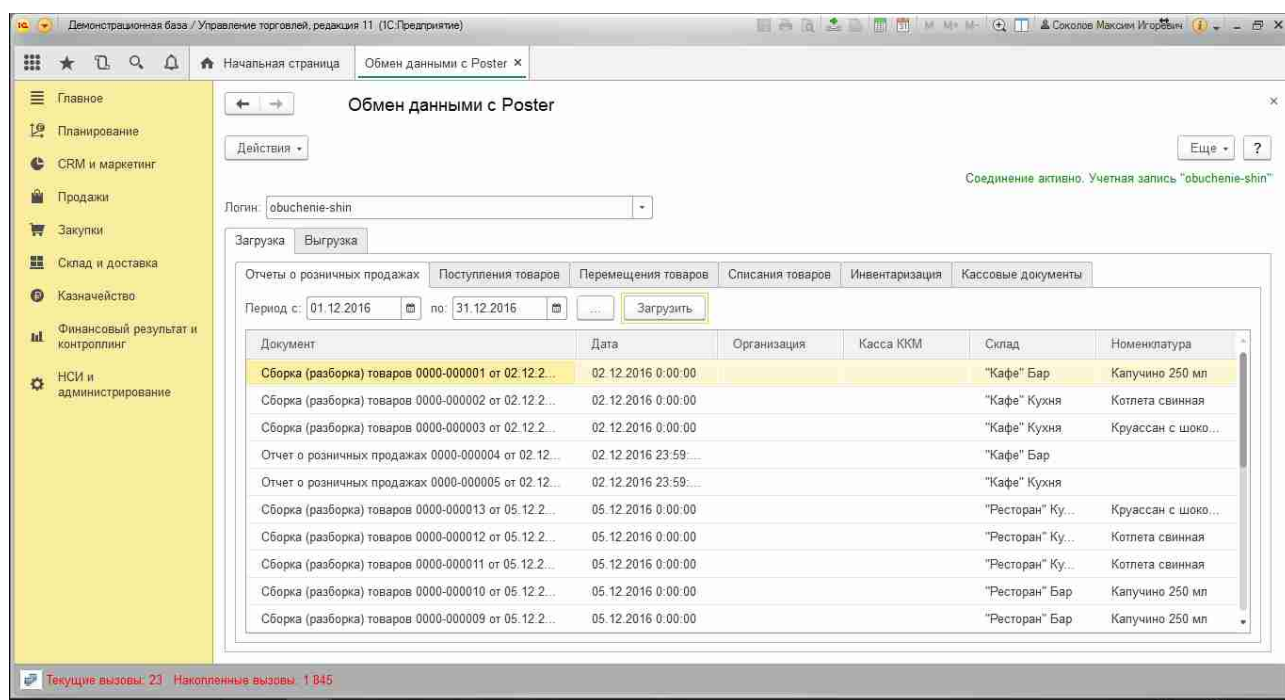 Демонстрационная база / Управление торговлей, редакция 11 (1С:Предприятие)
M M+ M-
Соколов Максим Игоревич
Начальная страница
Обмен данными с Poster ×
Главное
Планирование
CRM и маркетинг
Продажи
Закупки
Склад и доставка
Казначейство
Финансовый результат и
контроллинг
НСИ и
администрирование
Обмен данными с Poster
Действия
Еще
?
Соединение активно. Учетная запись "obuchenie-shin"
Логин: obuchenie-shin
Загрузка Выгрузка
Отчеты о розничных продажах Поступления товаров Перемещения товаров Списания товаров Инвентаризация Кассовые документы
Период с: 01.12.2016 по: 31.12.2016 ... Загрузить
Документ Дата Организация Касса ККМ Склад Номенклатура
Сборка (разборка) товаров 0000-000001 от 02.12.2... 02.12.2016 0:00:00 "Кафе" Бар Капучино 250 мл
Сборка (разборка) товаров 0000-000002 от 02.12.2... 02.12.2016 0:00:00 "Кафе" Кухня Котлета свинная
Сборка (разборка) товаров 0000-000003 от 02.12.2... 02.12.2016 0:00:00 "Кафе" Кухня Круассан с шоко...
Отчет о розничных продажах 0000-000004 от 02.12... 02.12.2016 23:59:... "Кафе" Бар
Отчет о розничных продажах 0000-000005 от 02.12... 02.12.2016 23:59:... "Кафе" Кухня
Сборка (разборка) товаров 0000-000013 от 05.12.2... 05.12.2016 0:00:00 "Ресторан" Ку... Круассан с шоко...
Сборка (разборка) товаров 0000-000012 от 05.12.2... 05.12.2016 0:00:00 "Ресторан" Ку... Котлета свинная
Сборка (разборка) товаров 0000-000011 от 05.12.2... 05.12.2016 0:00:00 "Ресторан" Ку... Котлета свинная
Сборка (разборка) товаров 0000-000010 от 05.12.2... 05.12.2016 0:00:00 "Ресторан" Бар Капучино 250 мл
Сборка (разборка) товаров 0000-000009 от 05.12.2... 05.12.2016 0:00:00 "Ресторан" Бар Капучино 250 мл
Текущие вызовы: 23 Накопленные вызовы: 1 845